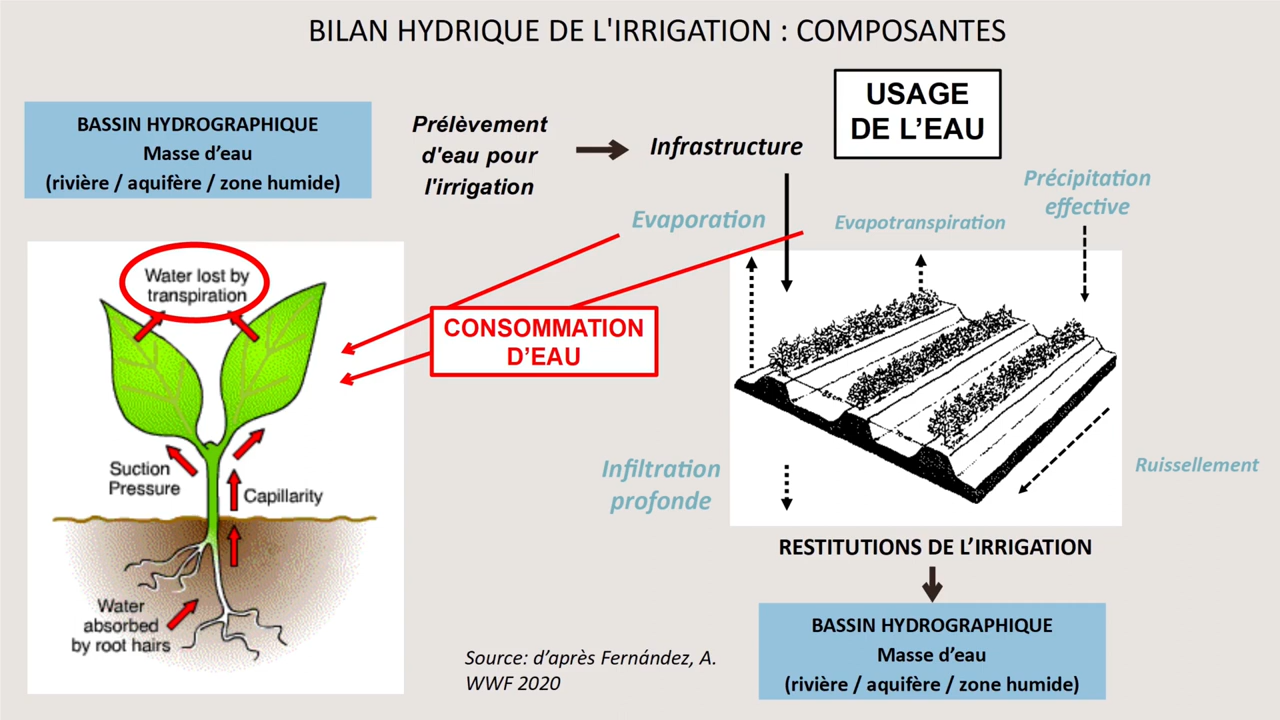 BILAN HYDRIQUE DE L'IRRIGATION : COMPOSANTES
USAGE
DE L’EAU
BASSIN HYDROGRAPHIQUE
Masse d’eau
(rivière / aquifère / zone humide)
Prélèvement
d'eau pour
l'irrigation
Infrastructure
Précipitation
effective
Evaporation
Evapotranspiration
Water lost by
transpiration
CONSOMMATION
D’EAU
Suction
Pressure
Capillarity
Water
absorbed
by root hairs
Infiltration
profonde
Ruissellement
RESTITUTIONS DE L’IRRIGATION
BASSIN HYDROGRAPHIQUE
Masse d’eau
(rivière / aquifère / zone humide)
Source: d’après Fernández, A.
WWF 2020